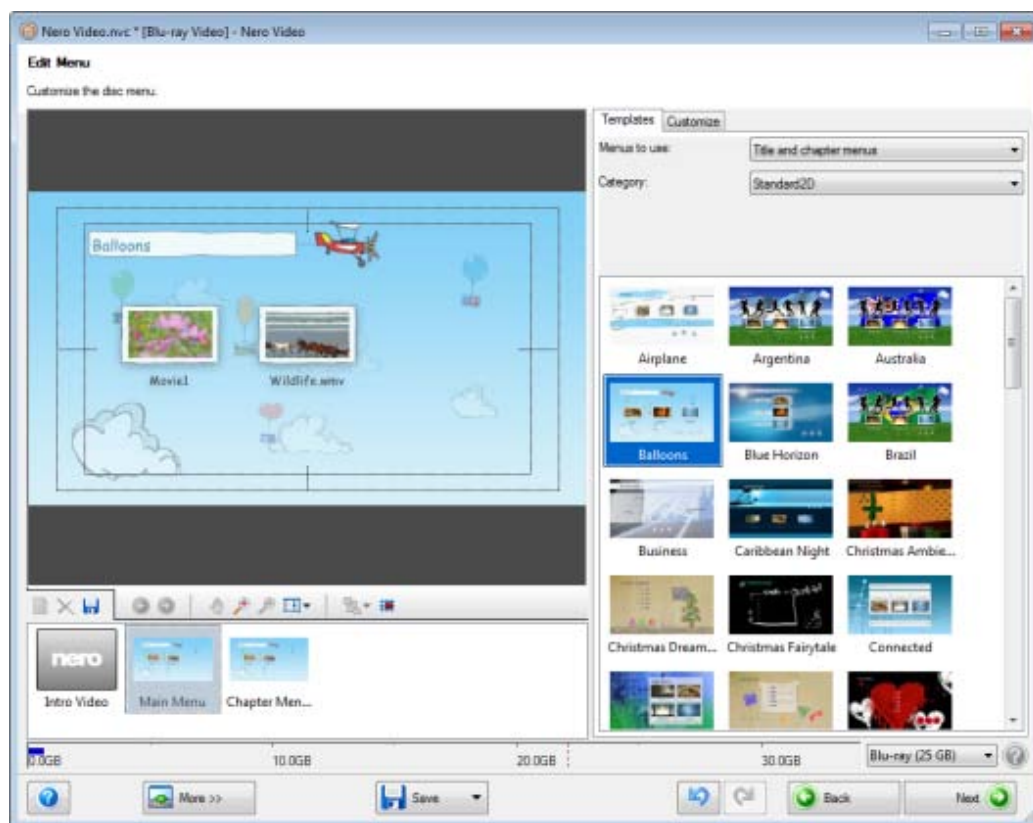 Nero Video.nvc * [Blu-ray Video] - Nero Video
Edit Menu
Customize the disc menu.
Templates Customize
Menus to use: Title and chapter menus
Category: Standard2D
Balloons
Movie1 Wildlife.wmv
Airplane Argentina Australia
Balloons Blue Horizon Brazil
Business Caribbean Night Christmas Ambie...
Christmas Dream... Christmas Fairytale Connected
nero
Intro Video Main Menu Chapter Men...
0.0GB 10.0GB 20.0GB 30.0GB Blu-ray (25 GB)
More >> Save Back Next